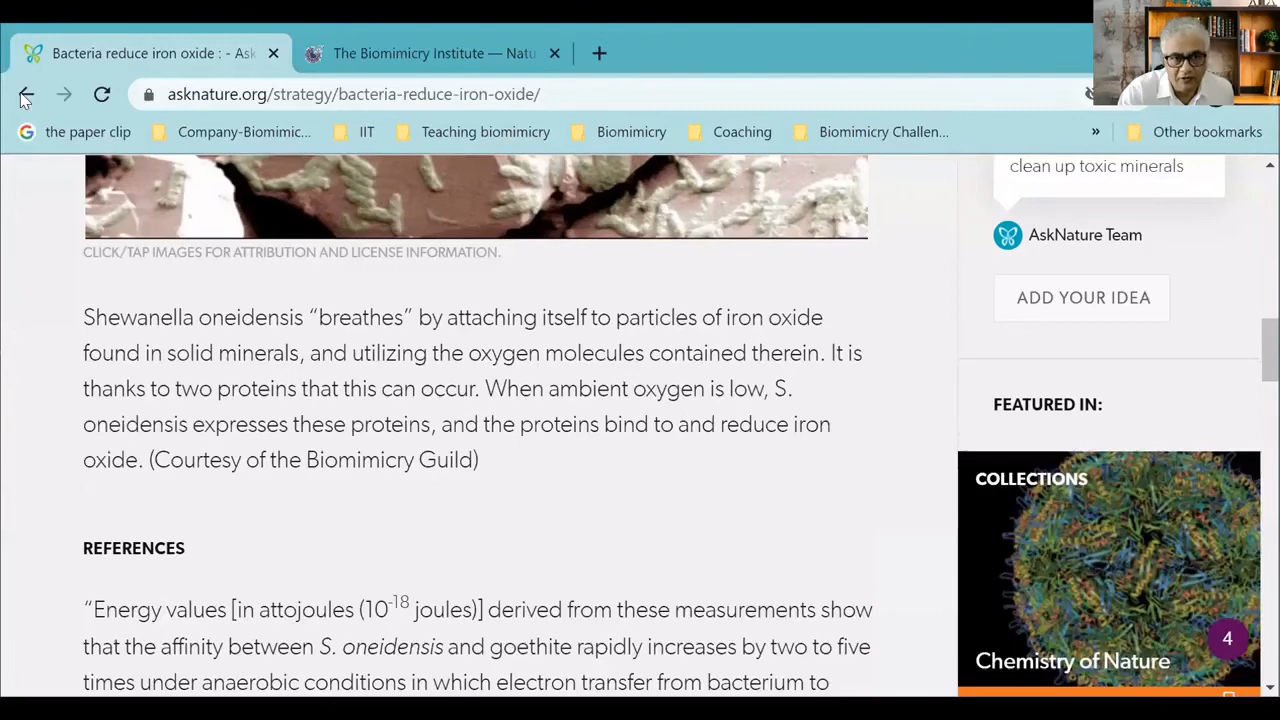 Bacteria reduce iron oxide : - Ask
The Biomimicry Institute — Natu
asknature.org/strategy/bacteria-reduce-iron-oxide/
the paper clip
Company-Biomimic...
IIT
Teaching biomimicry
Biomimicry
Coaching
Biomimicry Challen...
»
Other bookmarks
clean up toxic minerals
CLICK/TAP IMAGES FOR ATTRIBUTION AND LICENSE INFORMATION.
AskNature Team
ADD YOUR IDEA
Shewanella oneidensis “breathes” by attaching itself to particles of iron oxide
found in solid minerals, and utilizing the oxygen molecules contained therein. It is
thanks to two proteins that this can occur. When ambient oxygen is low, S.
oneidensis expresses these proteins, and the proteins bind to and reduce iron
oxide. (Courtesy of the Biomimicry Guild)
FEATURED IN:
COLLECTIONS
Chemistry of Nature
4
REFERENCES
“Energy values [in attojoules (10-18 joules)] derived from these measurements show
that the affinity between S. oneidensis and goethite rapidly increases by two to five
times under anaerobic conditions in which electron transfer from bacterium to